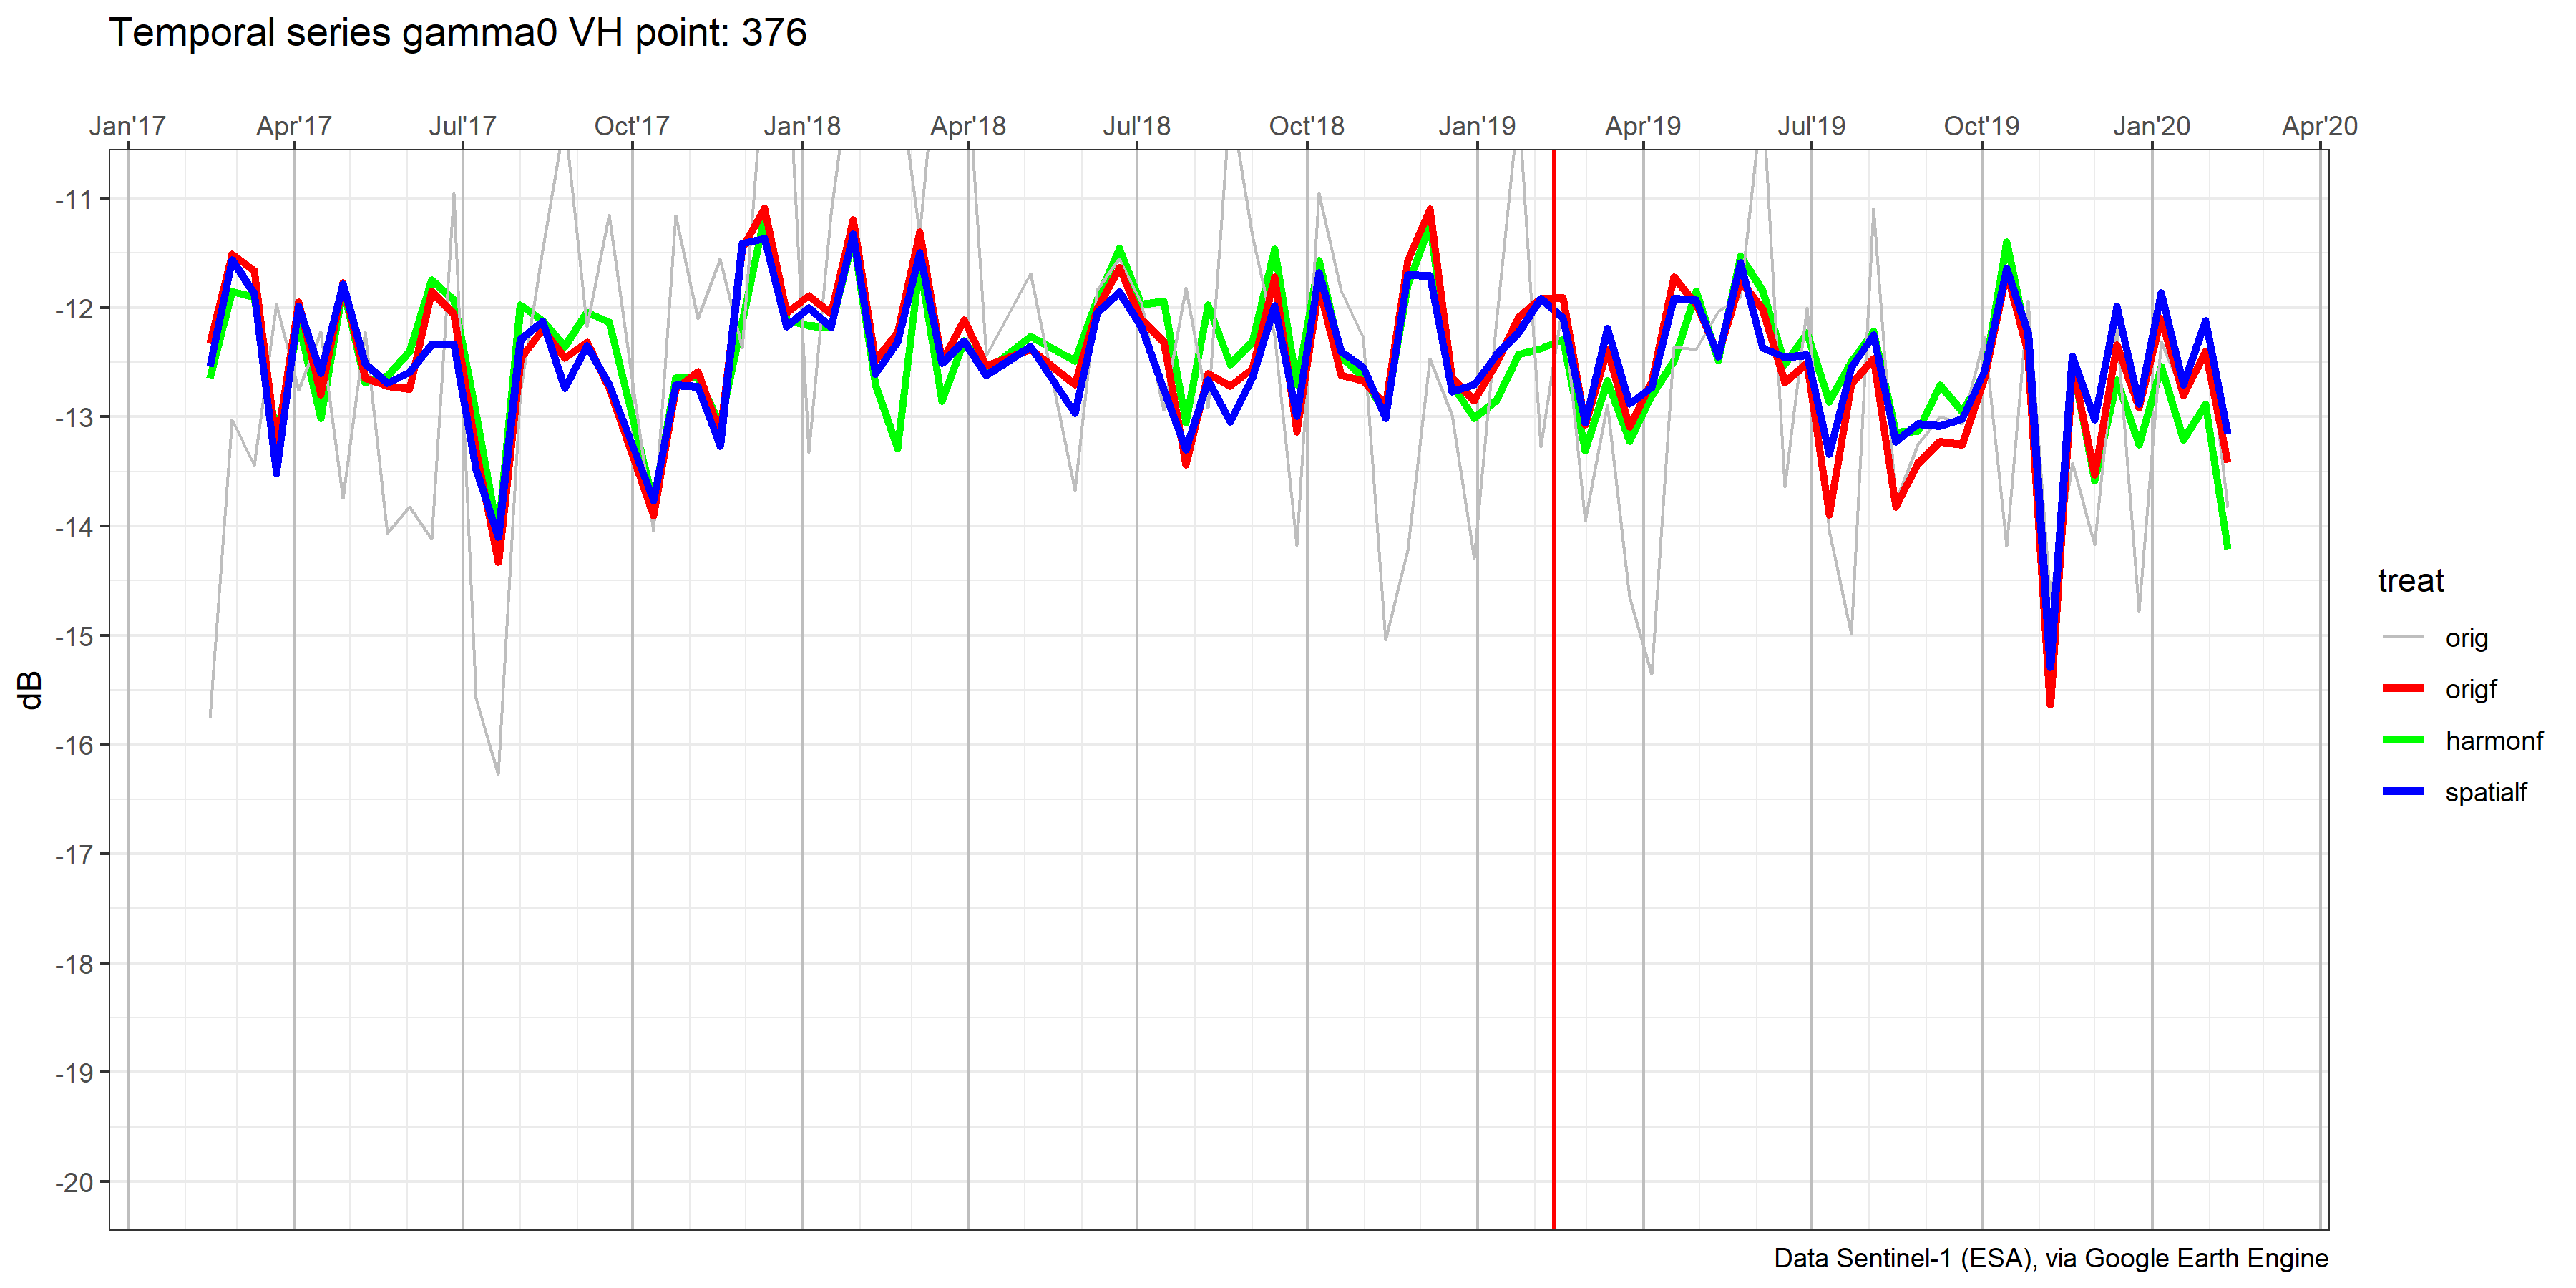 Temporal series gamma0 VH point: 376
Jan'17 Apr'17 Jul'17 Oct'17 Jan'18 Apr'18 Jul'18 Oct'18 Jan'19 Apr'19 Jul'19 Oct'19 Jan'20 Apr'20
-11
-12
-13
-14
-15
-16
-17
-18
-19
-20
dB
treat
orig
origf
harmonf
spatialf
Data Sentinel-1 (ESA), via Google Earth Engine